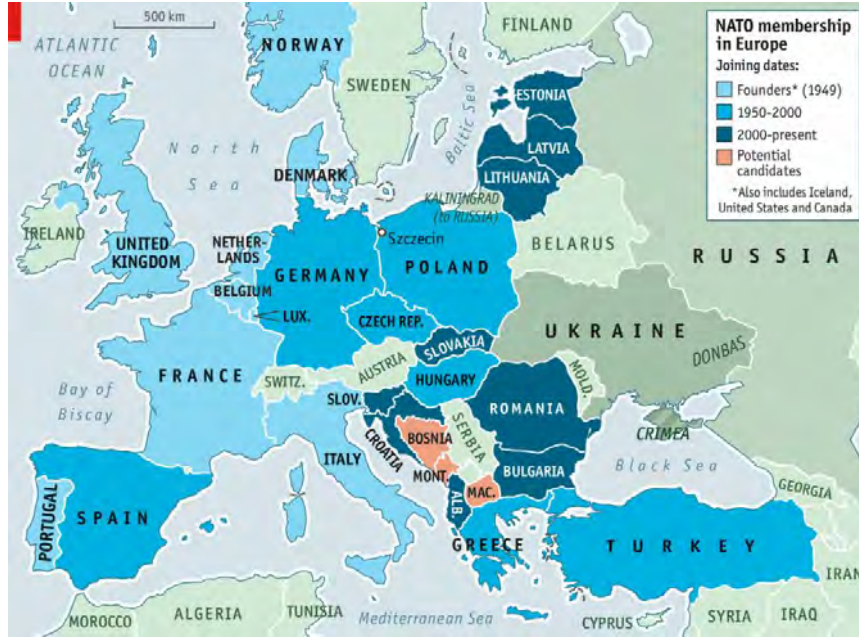 500 km
ATLANTIC
OCEAN
NORWAY
SWEDEN
FINLAND
NATO membership
in Europe
Joining dates:
Founders* (1949)
1950-2000
2000-present
Potential
candidates
*Also includes Iceland,
United States and Canada
North
Sea
Baltic Sea
ESTONIA
LATVIA
LITHUANIA
DENMARK
KALININGRAD
(to RUSSIA)
IRELAND
UNITED
KINGDOM
NETHER-
LANDS
BELGIUM
LUX.
GERMANY
Szczecin
POLAND
BELARUS
RUSSIA
CZECH REP.
SLOVAKIA
UKRAINE
DONBAS
FRANCE
SWITZ.
AUSTRIA
HUNGARY
MOLD.
Bay of
Biscay
SLOV.
CROATIA
BOSNIA
SERBIA
ROMANIA
CRIMEA
ITALY
MONT.
MAC.
ALB.
BULGARIA
Black Sea
GEORGIA
PORTUGAL
SPAIN
GREECE
TURKEY
IRAN
MOROCCO
ALGERIA
TUNISIA
Mediterranean Sea
CYPRUS
SYRIA
IRAQ